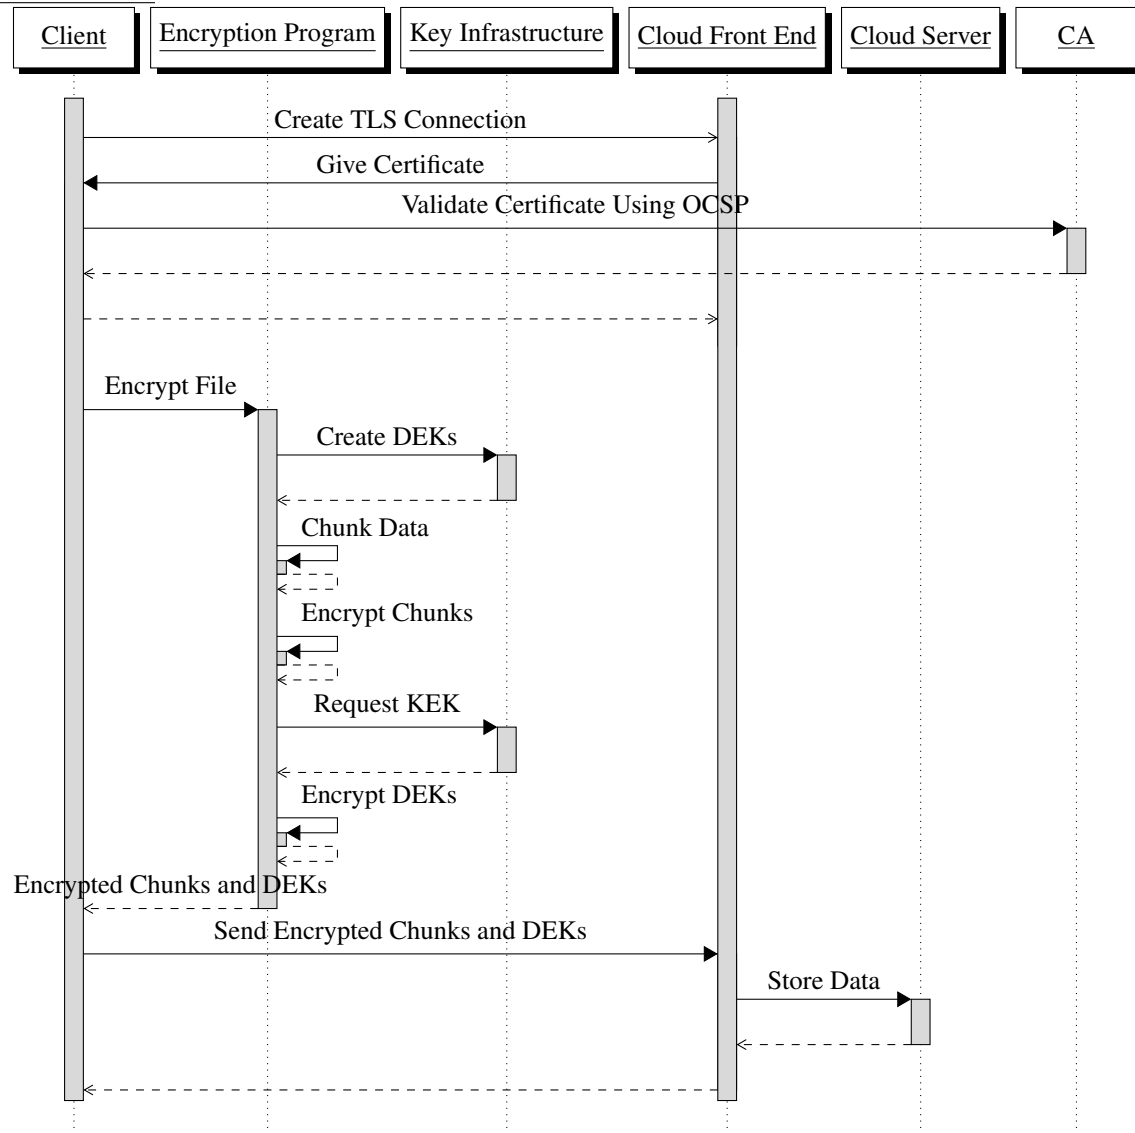 Client
Encryption Program
Key Infrastructure
Cloud Front End
Cloud Server
CA
Create TLS Connection
Give Certificate
Validate Certificate Using OCSP
Encrypt File
Create DEKs
Chunk Data
Encrypt Chunks
Request KEK
Encrypt DEKs
Encrypted Chunks and DEKs
Send Encrypted Chunks and DEKs
Store Data